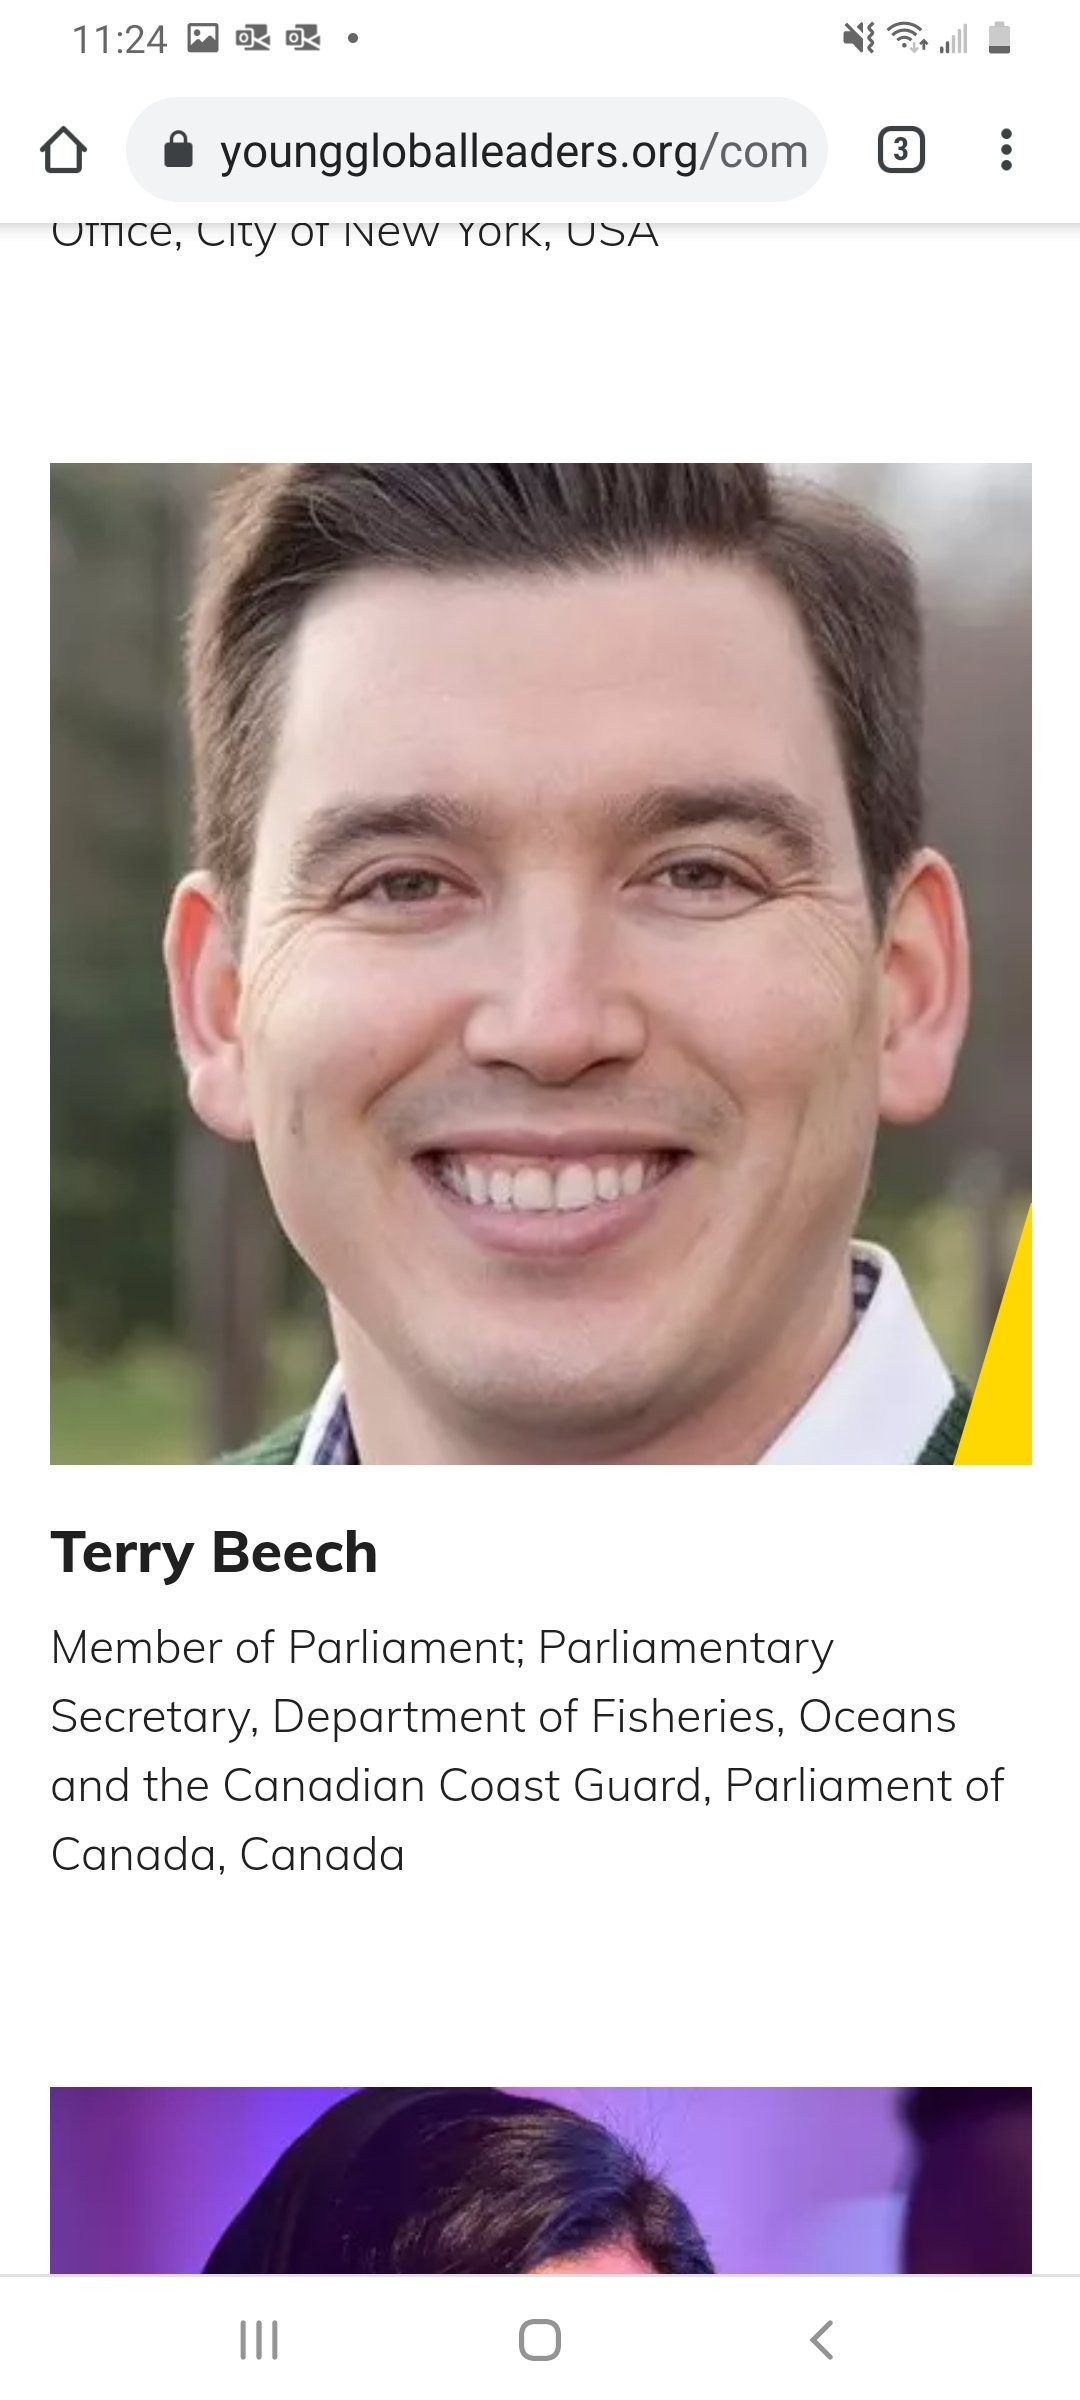 11:24
younggloballeaders.org/com
3
Office, City of New York, USA
Terry Beech
Member of Parliament; Parliamentary
Secretary, Department of Fisheries, Oceans
and the Canadian Coast Guard, Parliament of
Canada, Canada